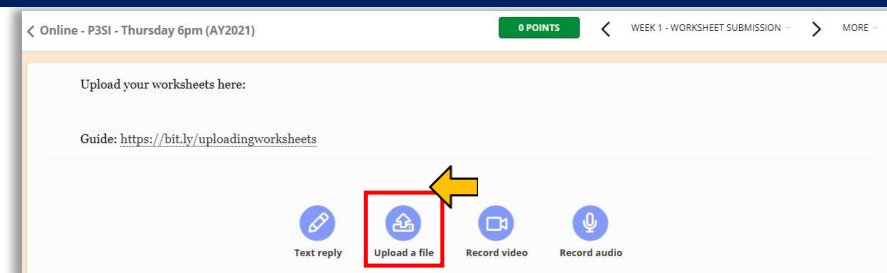 Online - P3SI - Thursday 6pm (AY2021) 0 POINTS WEEK 1 - WORKSHEET SUBMISSION MORE
Upload your worksheets here:
Guide: https://bit.ly/uploadingworksheets
Text reply Upload a file Record video Record audio